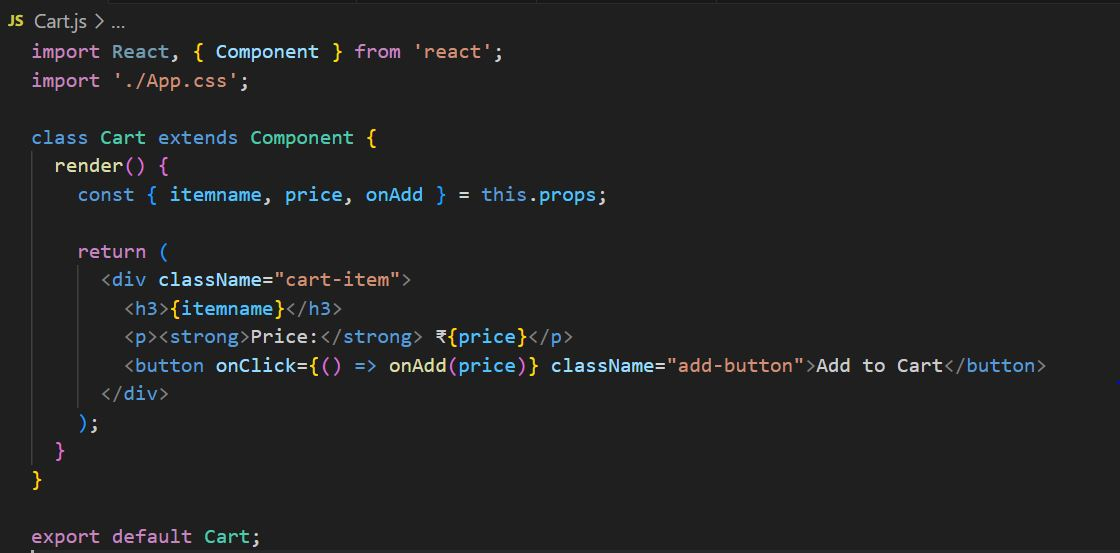 JS Cart.js > ...
import React, { Component } from 'react';
import './App.css';
class Cart extends Component {
render() {
const { itemname, price, onAdd } = this.props;
return (
<div className="cart-item">
<h3>{itemname}</h3>
<p><strong>Price:</strong> ₹{price}</p>
<button onClick={() => onAdd(price)} className="add-button">Add to Cart</button>
</div>
);
}
}
export default Cart;